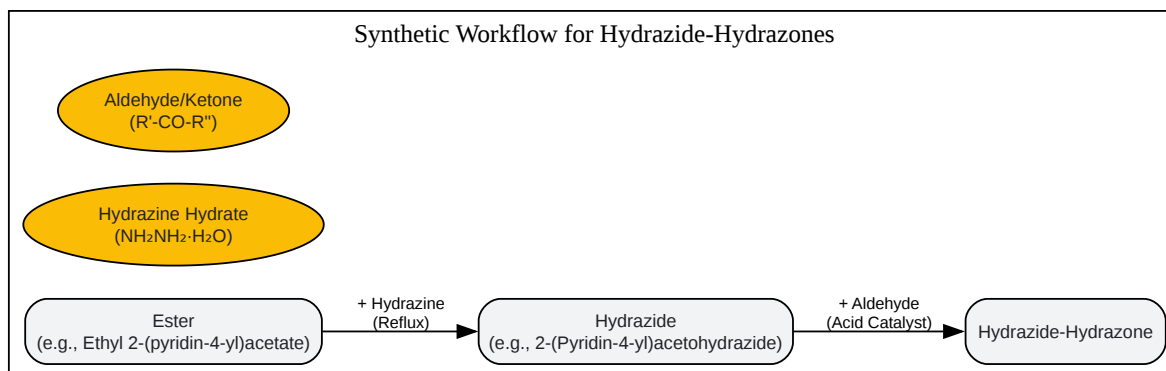 Synthetic Workflow for Hydrazide-Hydrazones
Aldehyde/Ketone
(R'-CO-R")
Hydrazine Hydrate
(NH₂NH₂·H₂O)
Ester
(e.g., Ethyl 2-(pyridin-4-yl)acetate)
+ Hydrazine
(Reflux)
Hydrazide
(e.g., 2-(Pyridin-4-yl)acetohydrazide)
+ Aldehyde
(Acid Catalyst)
Hydrazide-Hydrazone